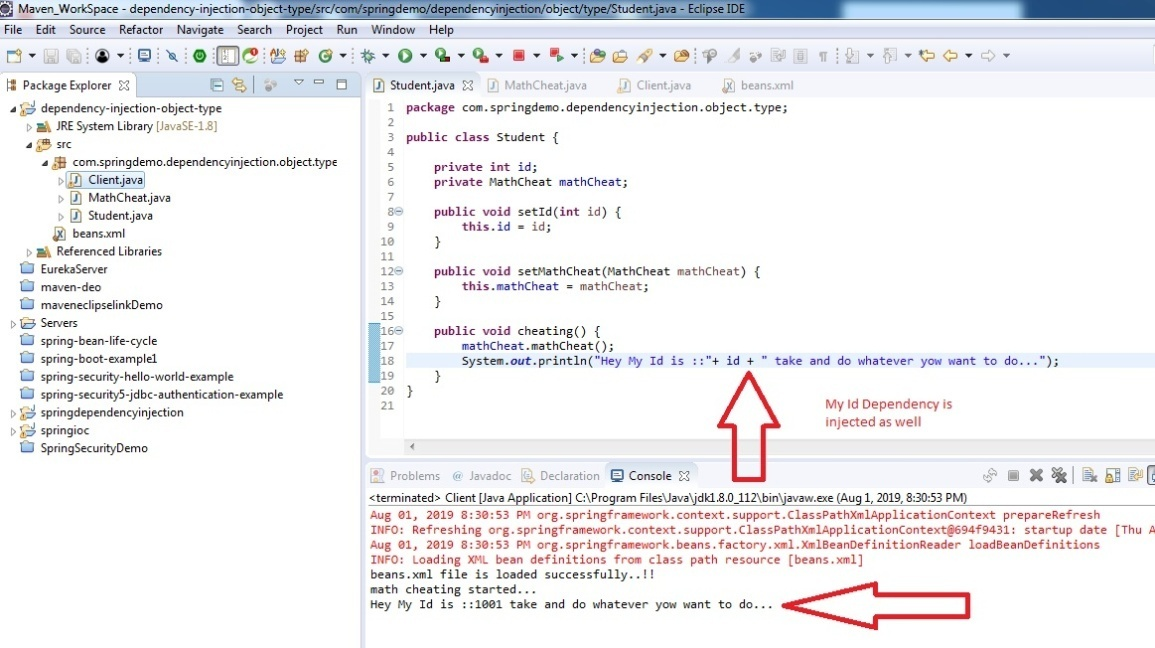 Maven_WorkSpace - dependency-injection-object-type/src/com/springdemo/dependencyinjection/object/type/Student.java - Eclipse IDE
File Edit Source Refactor Navigate Search Project Run Window Help
Package Explorer
dependency-injection-object-type
JRE System Library [JavaSE-1.8]
src
com.springdemo.dependencyinjection.object.type
Client.java
MathCheat.java
Student.java
beans.xml
Referenced Libraries
EurekaServer
maven-deo
maveneclipselinkDemo
Servers
spring-bean-life-cycle
spring-boot-example1
spring-security-hello-world-example
spring-security5-jdbc-authentication-example
springdependencyinjection
springioc
SpringSecurityDemo
Student.java MathCheat.java Client.java beans.xml
1 package com.springdemo.dependencyinjection.object.type;
2
3 public class Student {
4
5 private int id;
6 private MathCheat mathCheat;
7
8 public void setId(int id) {
9 this.id = id;
10 }
11
12 public void setMathCheat(MathCheat mathCheat) {
13 this.mathCheat = mathCheat;
14 }
15
16 public void cheating() {
17 mathCheat.mathCheat();
18 System.out.println("Hey My Id is ::"+ id + " take and do whatever yow want to do...");
19 }
20 }
21
My Id Dependency is
injected as well
Problems @ Javadoc Declaration Console
<terminated> Client [Java Application] C:\Program Files\Java\jdk1.8.0_112\bin\javaw.exe (Aug 1, 2019, 8:30:53 PM)
Aug 01, 2019 8:30:53 PM org.springframework.context.support.ClassPathXmlApplicationContext prepareRefresh
INFO: Refreshing org.springframework.context.support.ClassPathXmlApplicationContext@694f9431: startup date [Thu A
Aug 01, 2019 8:30:53 PM org.springframework.beans.factory.xml.XmlBeanDefinitionReader loadBeanDefinitions
INFO: Loading XML bean definitions from class path resource [beans.xml]
beans.xml file is loaded successfully..!!
math cheating started...
Hey My Id is ::1001 take and do whatever yow want to do...